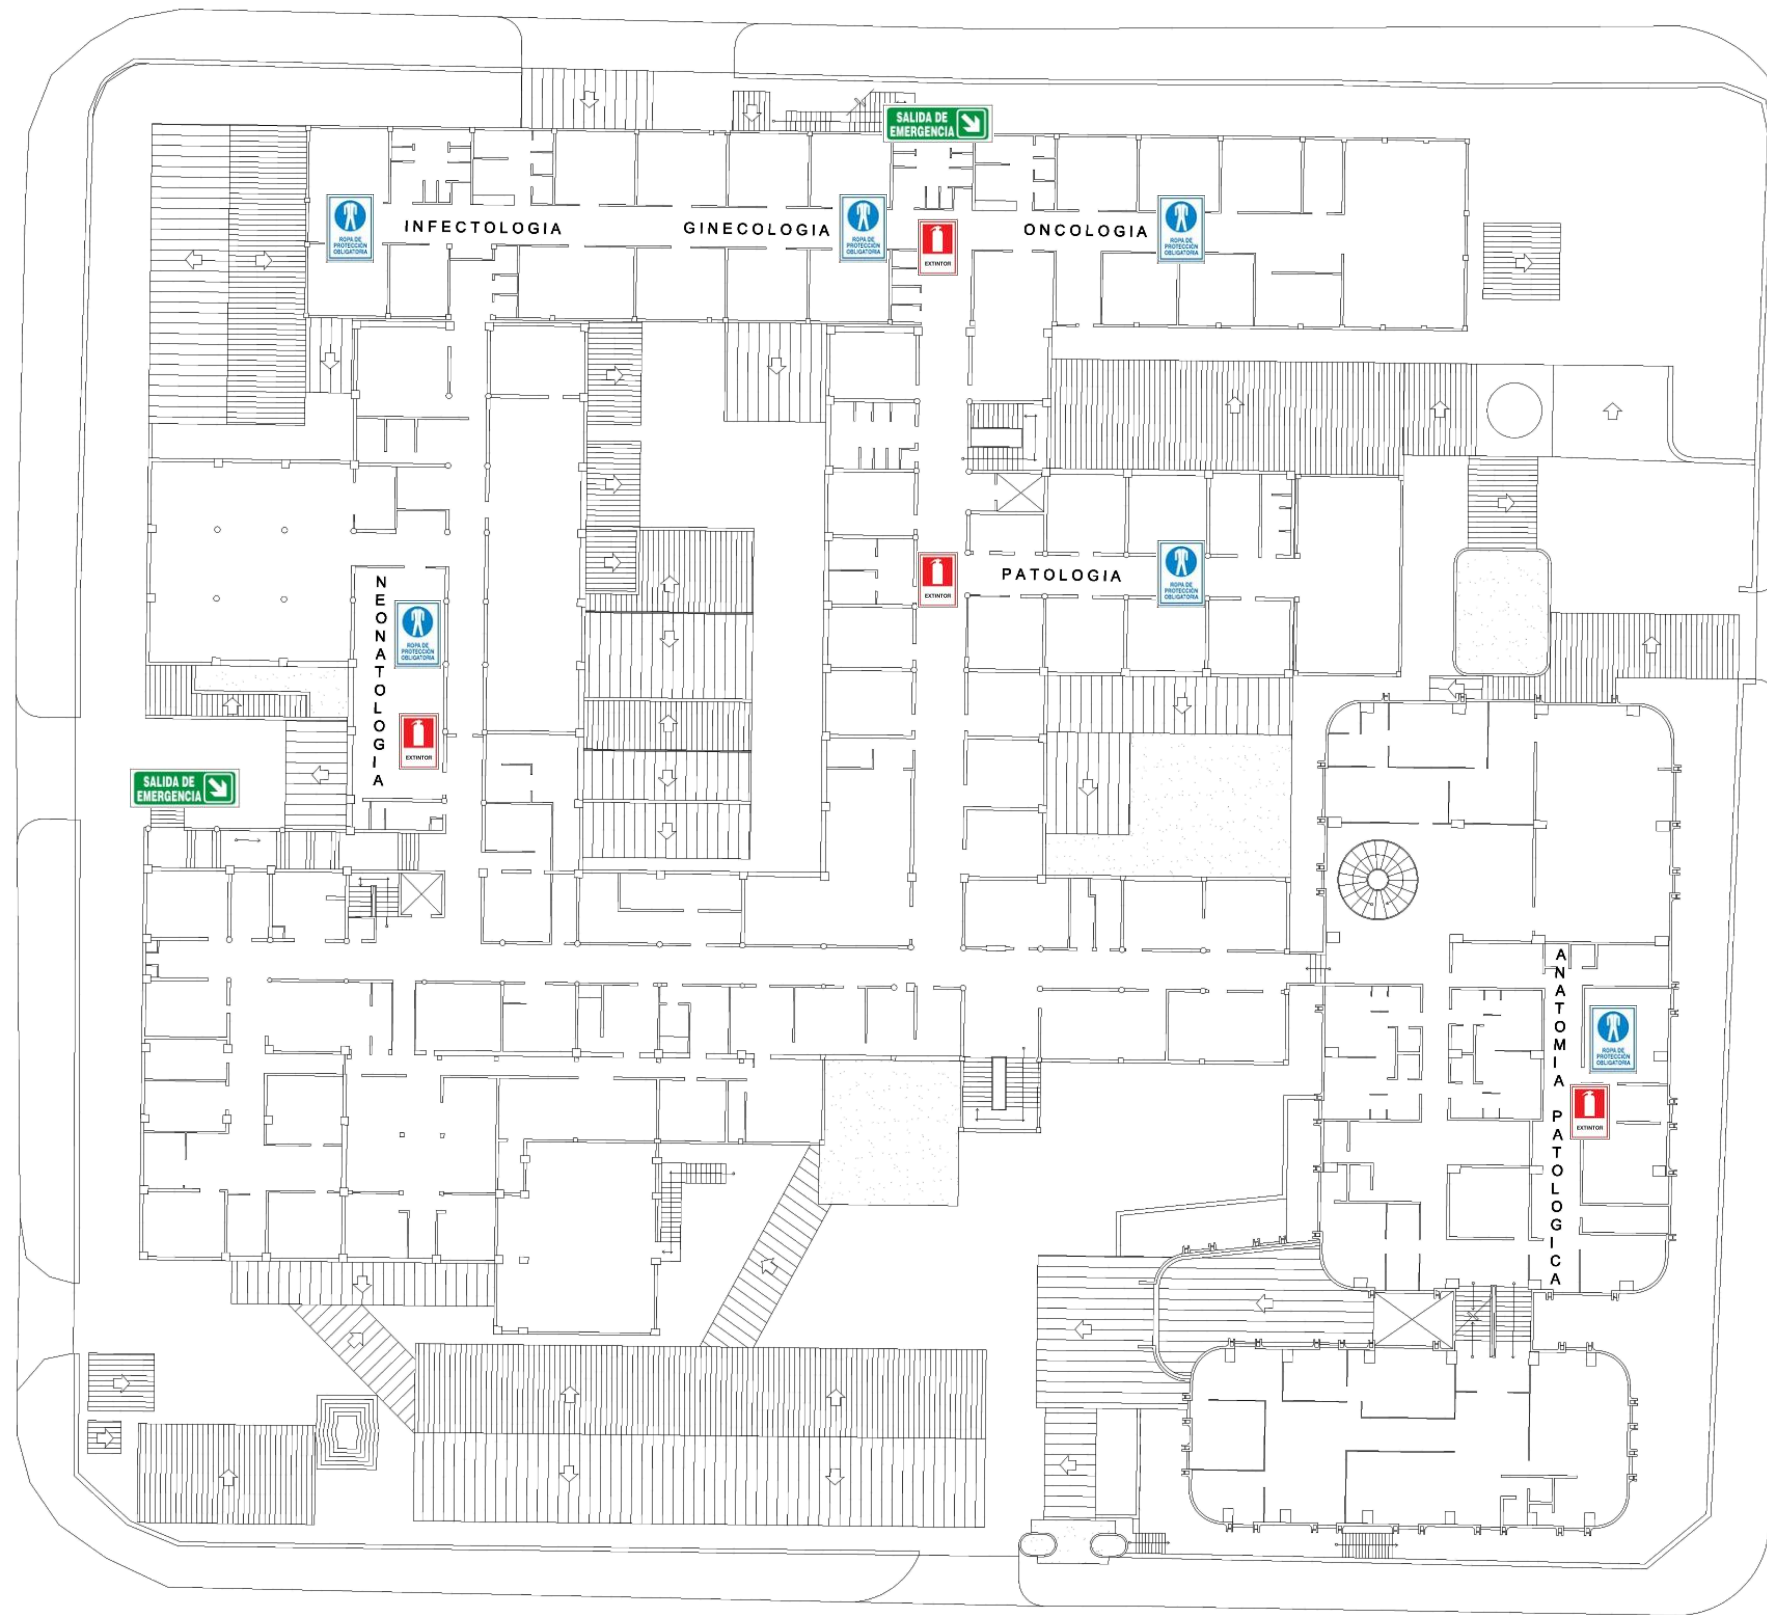 SALIDA DE
EMERGENCIA
ROPA DE
PROTECCIÓN
OBLIGATORIA
INFECTOLOGIA
GINECOLOGIA
ROPA DE
PROTECCIÓN
OBLIGATORIA
EXTINTOR
ONCOLOGIA
ROPA DE
PROTECCIÓN
OBLIGATORIA
EXTINTOR
PATOLOGIA
ROPA DE
PROTECCIÓN
OBLIGATORIA
NEONATOLOGIA
ROPA DE
PROTECCIÓN
OBLIGATORIA
EXTINTOR
SALIDA DE
EMERGENCIA
ANATOMIA PATOLOGICA
ROPA DE
PROTECCIÓN
OBLIGATORIA
EXTINTOR